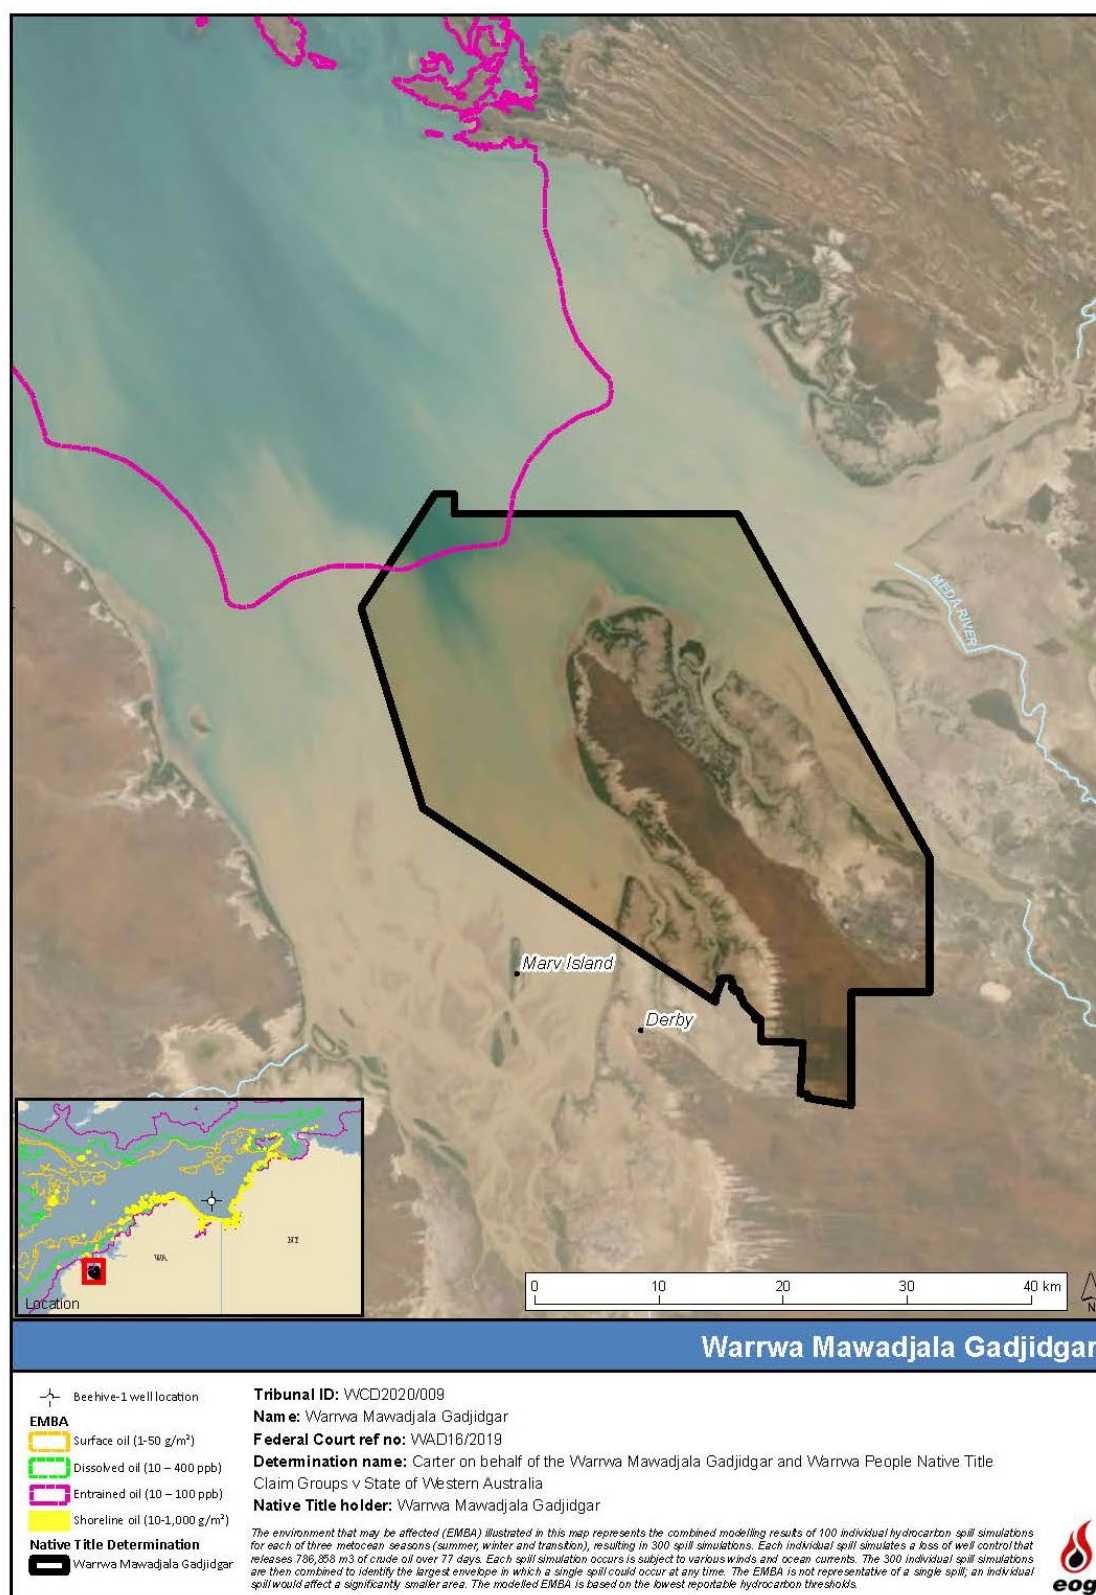 MEDA RIVER
Mary Island
Derby
WA
NT
Location
0 10 20 30 40 km
N
Warrwa Mawadjala Gadjidgar
Beehive-1 well location
EMBA
Surface oil (1-50 g/m²)
Dissolved oil (10 – 400 ppb)
Entrained oil (10 – 100 ppb)
Shoreline oil (10-1,000 g/m²)
Native Title Determination
Warrwa Mawadjala Gadjidgar
Tribunal ID: WCD2020/009
Name: Warrwa Mawadjala Gadjidgar
Federal Court ref no: WAD16/2019
Determination name: Carter on behalf of the Warrwa Mawadjala Gadjidgar and Warrwa People Native Title
Claim Groups v State of Western Australia
Native Title holder: Warrwa Mawadjala Gadjidgar
The environment that may be affected (EMBA) illustrated in this map represents the combined modelling results of 100 individual hydrocarbon spill simulations
for each of three metocean seasons (summer, winter and transition), resulting in 300 spill simulations. Each individual spill simulates a loss of well control that
releases 786,858 m3 of crude oil over 77 days. Each spill simulation occurs is subject to various winds and ocean currents. The 300 individual spill simulations
are then combined to identify the largest envelope in which a single spill could occur at any time. The EMBA is not representative of a single spill; an individual
spill would affect a significantly smaller area. The modelled EMBA is based on the lowest reportable hydrocarbon thresholds.
eog